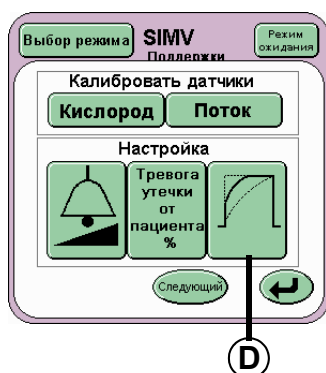 Выбор режима
SIMV
Поддержки
Режим
ожидания
Калибровать датчики
Кислород
Поток
Настройка
Тревога
утечки
от
пациента
%
Следующий
D